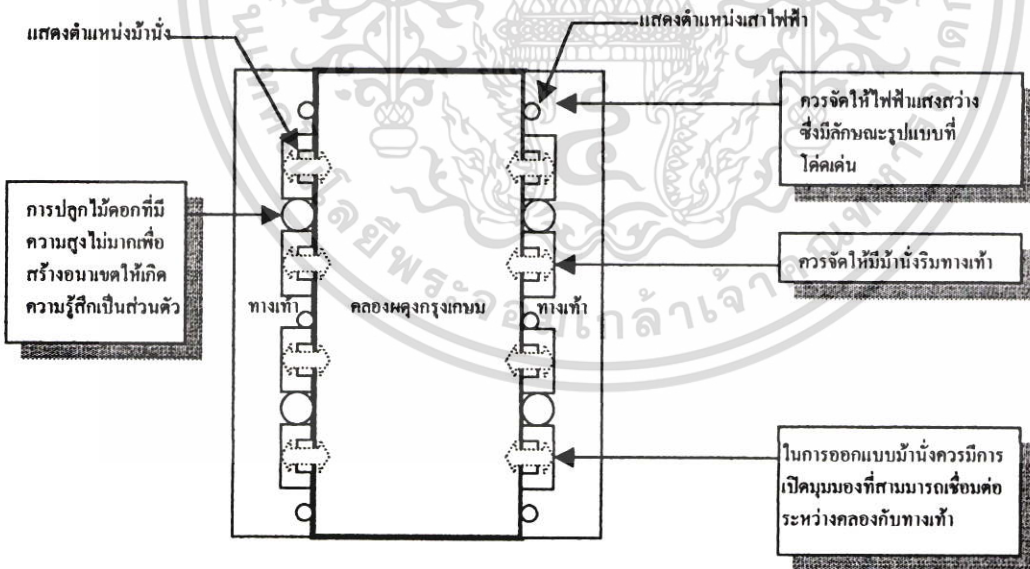 แสดงตำแหน่งม้านั่ง
แสดงตำแหน่งเสาไฟฟ้า
ควรจัดให้ไฟฟ้าแสงสว่าง
ซึ่งมีลักษณะรูปแบบที่
โดดเด่น
การปลูกไม้ดอกที่มี
ความสูงไม่มากเพื่อ
สร้างอนาเขตให้เกิด
ความรู้สึกเป็นส่วนตัว
ควรจัดให้มีม้านั่งริมทางเท้า
ทางเท้า
คลองผดุงกรุงเกษม
ทางเท้า
ในการออกแบบม้านั่งควรมีการ
เปิดมุมมองที่สามมารถเชื่อมต่อ
ระหว่างคลองกับทางเท้า